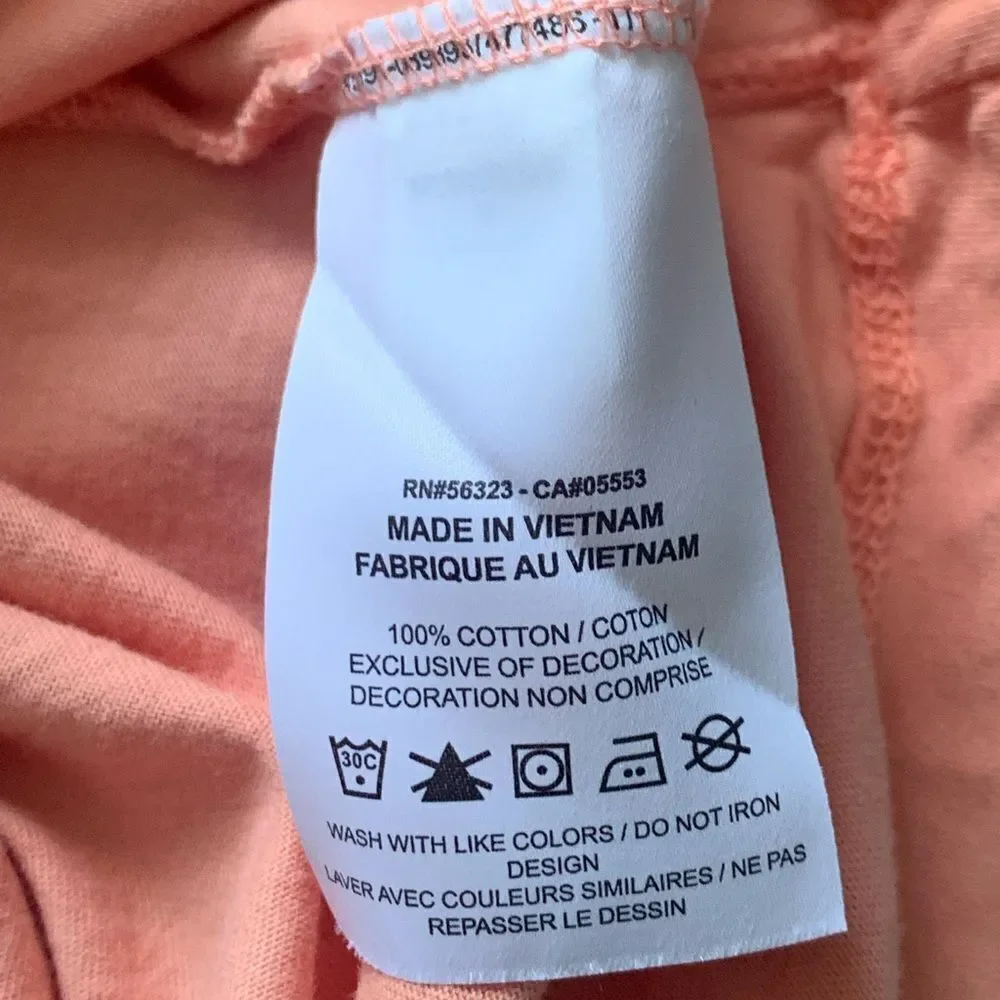 RN#56323 - CA#05553
MADE IN VIETNAM
FABRIQUE AU VIETNAM
100% COTTON / COTON
EXCLUSIVE OF DECORATION /
DECORATION NON COMPRISE
30C
WASH WITH LIKE COLORS / DO NOT IRON
DESIGN
LAVER AVEC COULEURS SIMILAIRES / NE PAS
REPASSER LE DESSIN